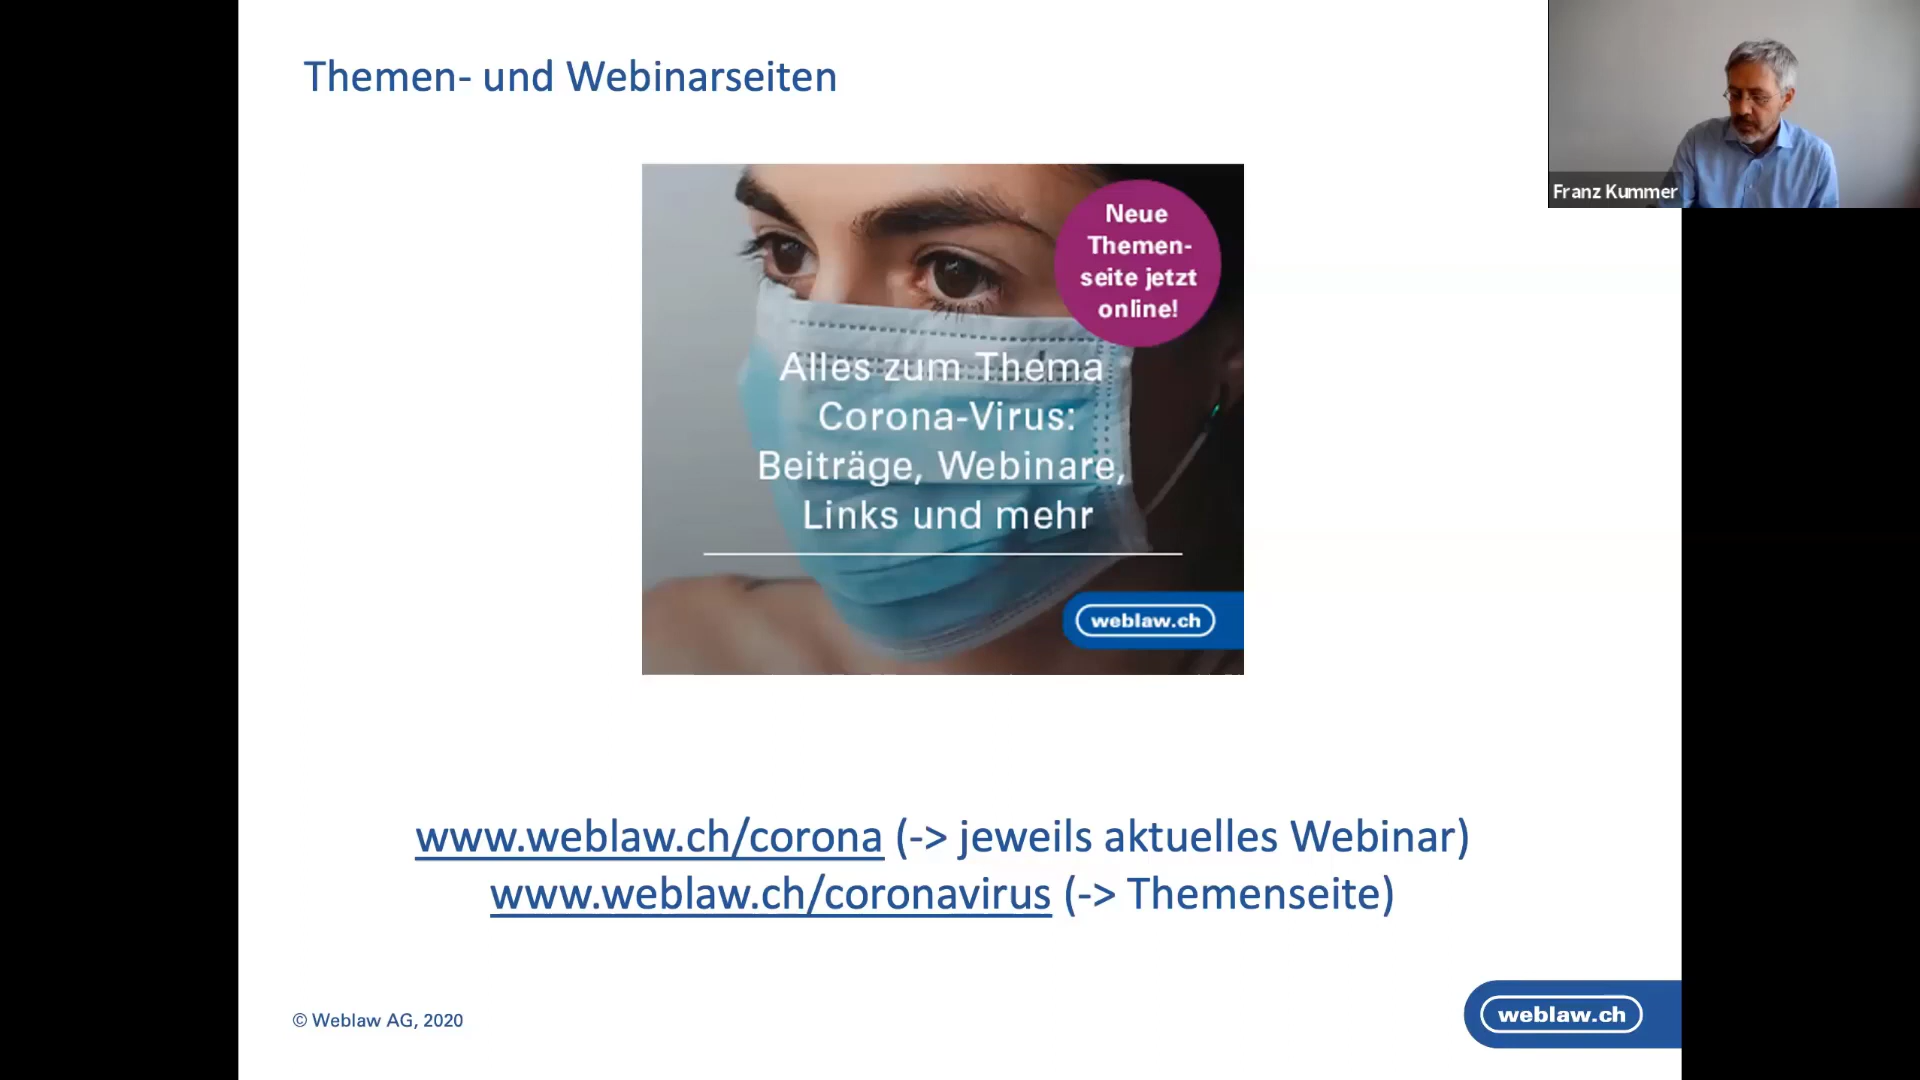 Themen- und Webinarseiten
Franz Kummer
Neue
Themen-
seite jetzt
online!
Alles zum Thema
Corona-Virus:
Beiträge, Webinare,
Links und mehr
weblaw.ch
www.weblaw.ch/corona (-> jeweils aktuelles Webinar)
www.weblaw.ch/coronavirus (-> Themenseite)
© Weblaw AG, 2020
weblaw.ch